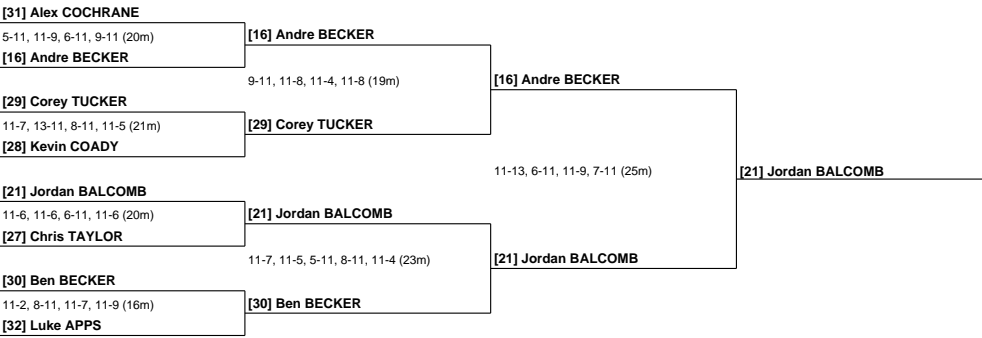 [31] Alex COCHRANE
5-11, 11-9, 6-11, 9-11 (20m)
[16] Andre BECKER
[16] Andre BECKER
9-11, 11-8, 11-4, 11-8 (19m)
[16] Andre BECKER
[29] Corey TUCKER
11-7, 13-11, 8-11, 11-5 (21m)
[29] Corey TUCKER
[28] Kevin COADY
11-13, 6-11, 11-9, 7-11 (25m)
[21] Jordan BALCOMB
[21] Jordan BALCOMB
11-6, 11-6, 6-11, 11-6 (20m)
[21] Jordan BALCOMB
[27] Chris TAYLOR
11-7, 11-5, 5-11, 8-11, 11-4 (23m)
[21] Jordan BALCOMB
[30] Ben BECKER
11-2, 8-11, 11-7, 11-9 (16m)
[30] Ben BECKER
[32] Luke APPS